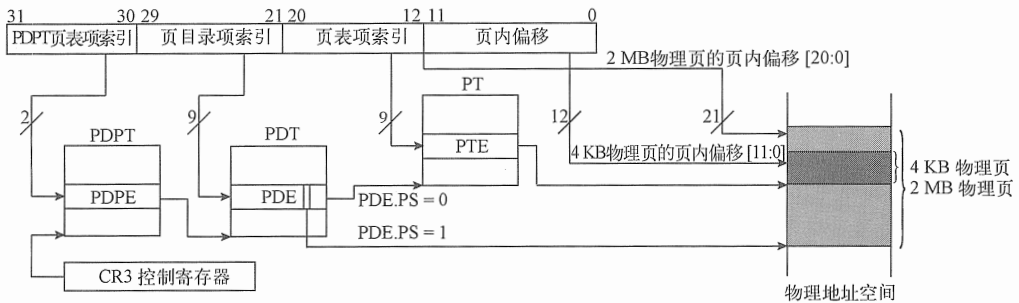 31 30 29 21 20 12 11 0
PDPT页表项索引 页目录项索引 页表项索引 页内偏移
2 MB物理页的页内偏移 [20:0]
PT
2 9 9 12 21
PDPT PDT
PTE
4 KB物理页的页内偏移 [11:0]
4 KB 物理页
PDPE PDE
2 MB 物理页
PDE.PS = 0
PDE.PS = 1
CR3 控制寄存器
物理地址空间